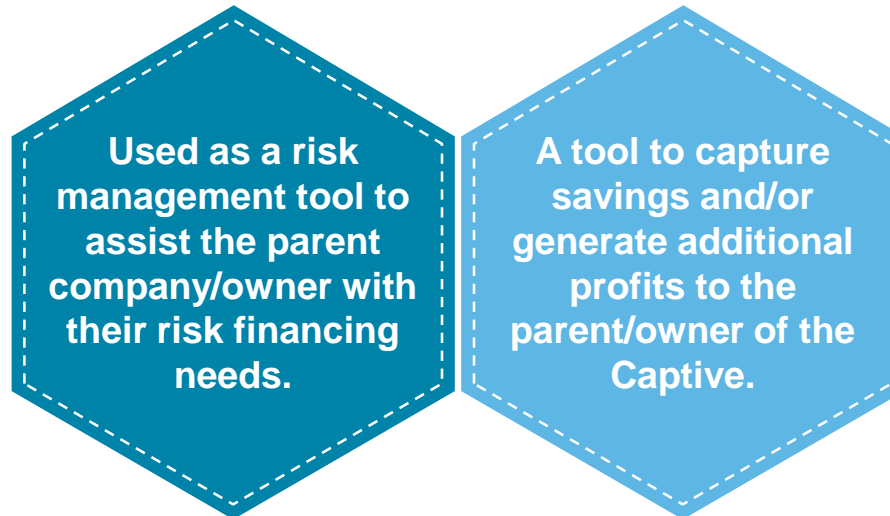 Used as a risk
management tool to
assist the parent
company/owner with
their risk financing
needs.
A tool to capture
savings and/or
generate additional
profits to the
parent/owner of the
Captive.